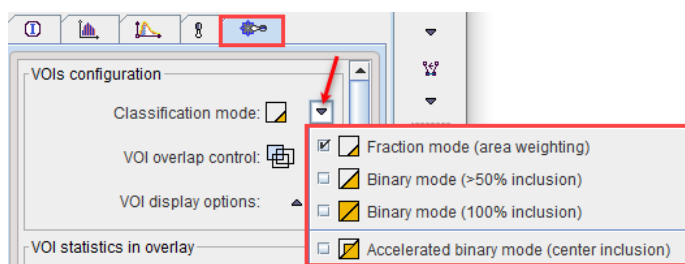 VOIs configuration
Classification mode:
VOI overlap control:
VOI display options:
VOI statistics in overlay
Fraction mode (area weighting)
Binary mode (>50% inclusion)
Binary mode (100% inclusion)
Accelerated binary mode (center inclusion)